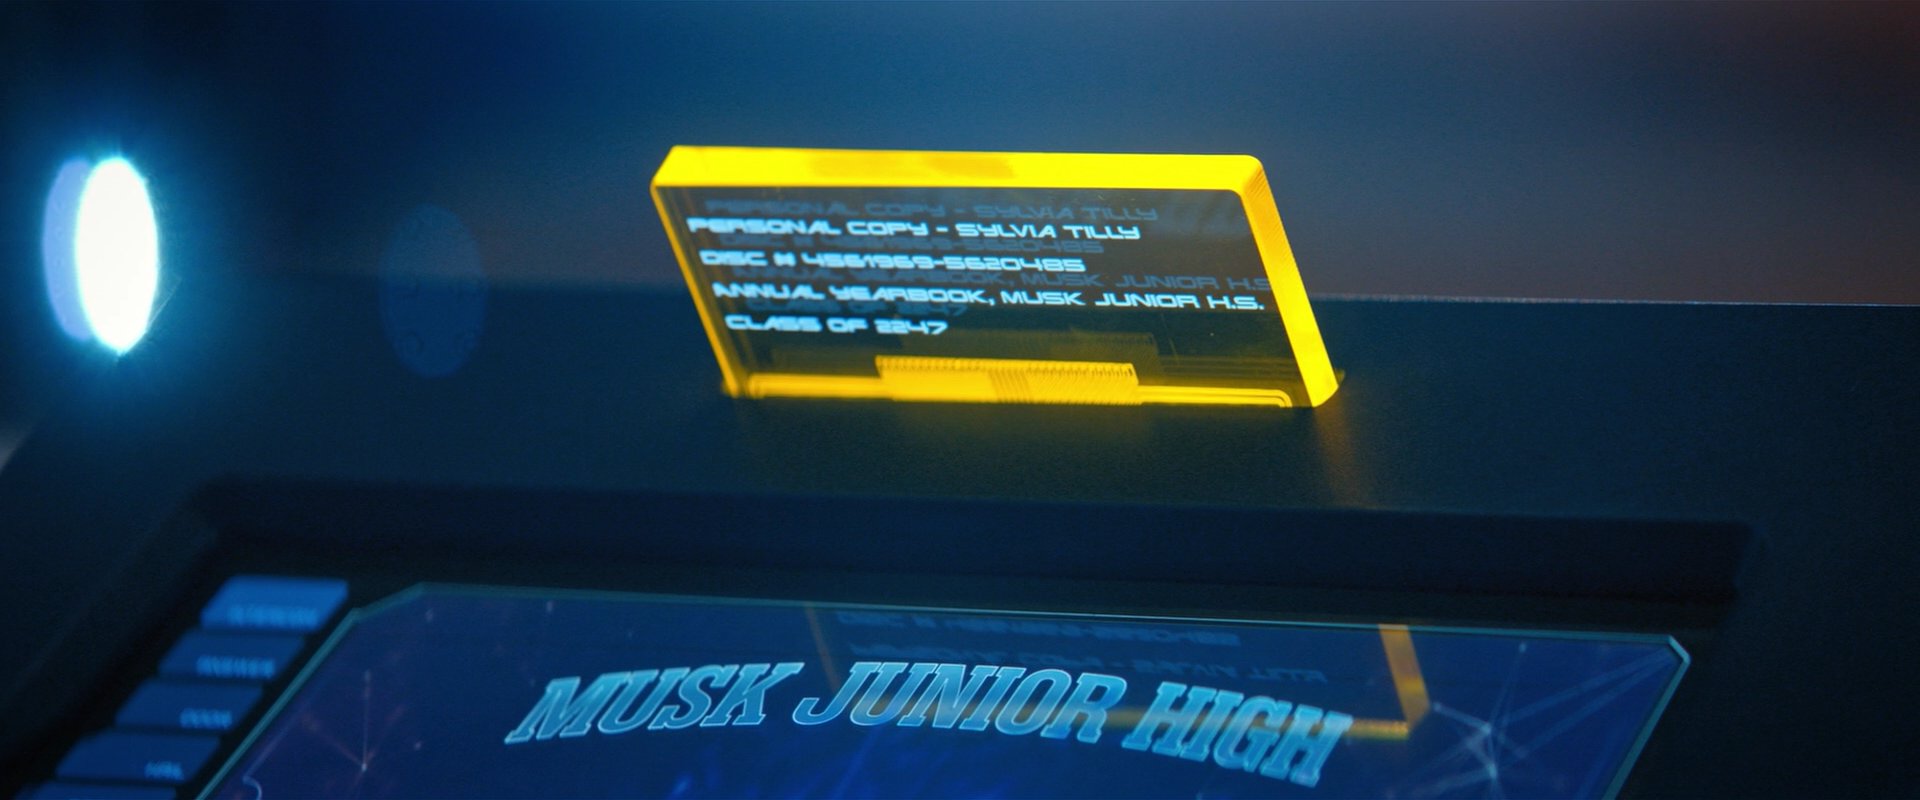 PERSONAL COPY - SYLVIA TILLY
DISC # 4561969-5620485
ANNUAL YEARBOOK, MUSK JUNIOR H.S.
CLASS OF 2247
MUSK JUNIOR HIGH